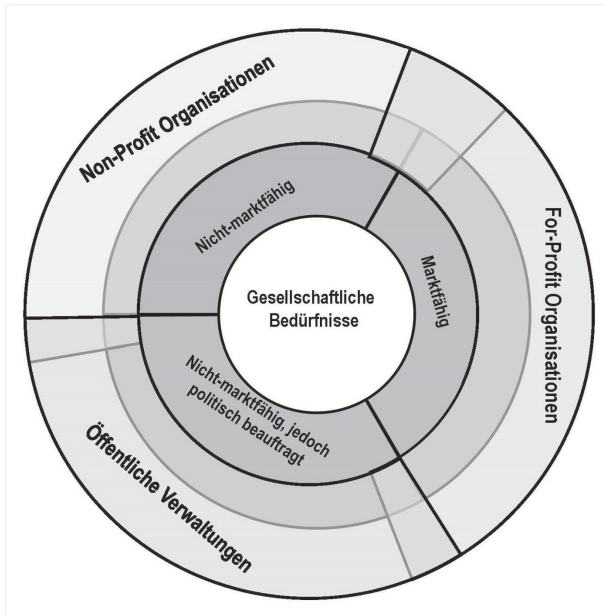 Non-Profit Organisationen
Nicht-marktfähig
Gesellschaftliche
Bedürfnisse
Marktfähig
For-Profit Organisationen
Nicht-marktfähig, jedoch
politisch beauftragt
Öffentliche Verwaltungen